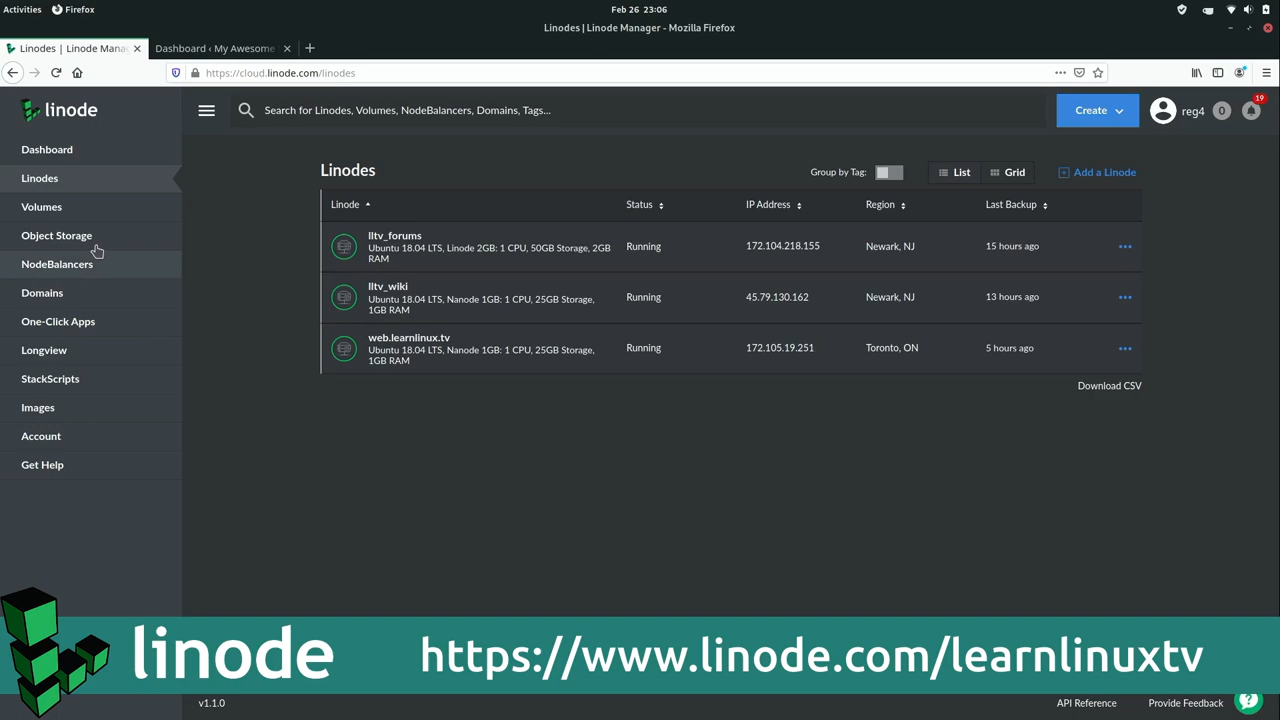 Activities Firefox Feb 26 23:06
Linodes | Linode Manager - Mozilla Firefox
Linodes | Linode Mana Dashboard ‹ My Awesome
https://cloud.linode.com/linodes
linode
Search for Linodes, Volumes, NodeBalancers, Domains, Tags...
Create
reg4
0
19
Dashboard
Linodes
Volumes
Object Storage
NodeBalancers
Domains
One-Click Apps
Longview
StackScripts
Images
Account
Get Help
Linodes
Group by Tag: List Grid Add a Linode
Linode Status IP Address Region Last Backup
lltv_forums
Ubuntu 18.04 LTS, Linode 2GB: 1 CPU, 50GB Storage, 2GB
RAM
Running 172.104.218.155 Newark, NJ 15 hours ago
lltv_wiki
Ubuntu 18.04 LTS, Nanode 1GB: 1 CPU, 25GB Storage,
1GB RAM
Running 45.79.130.162 Newark, NJ 13 hours ago
web.learnlinux.tv
Ubuntu 18.04 LTS, Nanode 1GB: 1 CPU, 25GB Storage,
1GB RAM
Running 172.105.19.251 Toronto, ON 5 hours ago
Download CSV
linode https://www.linode.com/learnlinuxtv
v1.1.0 API Reference Provide Feedback